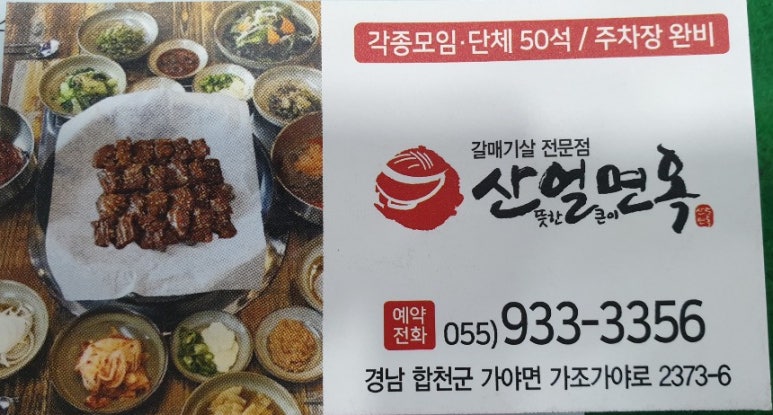 각종모임·단체 50석 / 주차장 완비
갈매기살 전문점
산얼면옥
뜻한 큰이
예약
전화
055) 933-3356
경남 합천군 가야면 가조가야로 2373-6